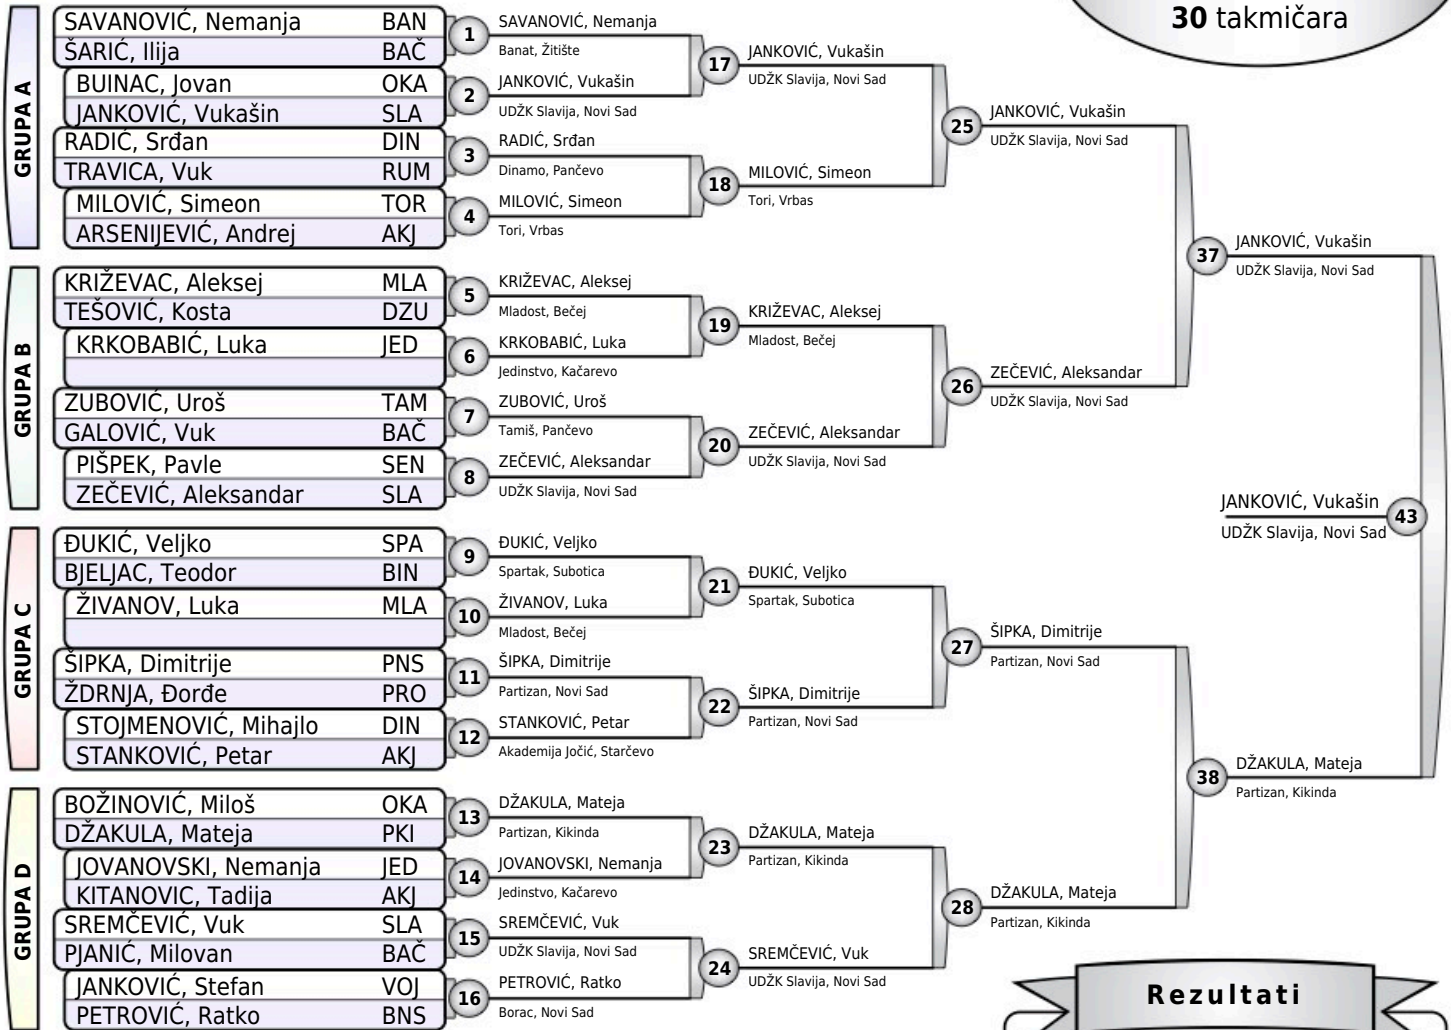 30 takmičara
GRUPA A
SAVANOVIĆ, Nemanja BAN
ŠARIĆ, Ilija BAČ
BUINAC, Jovan OKA
JANKOVIĆ, Vukašin SLA
RADIĆ, Srđan DIN
TRAVICA, Vuk RUM
MILOVIĆ, Simeon TOR
ARSENIJEVIĆ, Andrej AKJ
GRUPA B
KRIŽEVAC, Aleksej MLA
TEŠOVIĆ, Kosta DZU
KRKOBABIĆ, Luka JED
ZUBOVIĆ, Uroš TAM
GALOVIĆ, Vuk BAČ
PIŠPEK, Pavle SEN
ZEČEVIĆ, Aleksandar SLA
GRUPA C
ĐUKIĆ, Veljko SPA
BJELJAC, Teodor BIN
ŽIVANOV, Luka MLA
ŠIPKA, Dimitrije PNS
ŽDRNJA, Đorđe PRO
STOJMENOVIĆ, Mihajlo DIN
STANKOVIĆ, Petar AKJ
GRUPA D
BOŽINOVIĆ, Miloš OKA
DŽAKULA, Mateja PKI
JOVANOVSKI, Nemanja JED
KITANOVIC, Tadija AKJ
SREMČEVIĆ, Vuk SLA
PJANIĆ, Milovan BAČ
JANKOVIĆ, Stefan VOJ
PETROVIĆ, Ratko BNS
1
SAVANOVIĆ, Nemanja
Banat, Žitište
2
JANKOVIĆ, Vukašin
UDŽK Slavija, Novi Sad
3
RADIĆ, Srđan
Dinamo, Pančevo
4
MILOVIĆ, Simeon
Tori, Vrbas
5
KRIŽEVAC, Aleksej
Mladost, Bečej
6
KRKOBABIĆ, Luka
Jedinstvo, Kačarevo
7
ZUBOVIĆ, Uroš
Tamiš, Pančevo
8
ZEČEVIĆ, Aleksandar
UDŽK Slavija, Novi Sad
9
ĐUKIĆ, Veljko
Spartak, Subotica
10
ŽIVANOV, Luka
Mladost, Bečej
11
ŠIPKA, Dimitrije
Partizan, Novi Sad
12
STANKOVIĆ, Petar
Akademija Jočić, Starčevo
13
DŽAKULA, Mateja
Partizan, Kikinda
14
JOVANOVSKI, Nemanja
Jedinstvo, Kačarevo
15
SREMČEVIĆ, Vuk
UDŽK Slavija, Novi Sad
16
PETROVIĆ, Ratko
Borac, Novi Sad
17
JANKOVIĆ, Vukašin
UDŽK Slavija, Novi Sad
18
MILOVIĆ, Simeon
Tori, Vrbas
19
KRIŽEVAC, Aleksej
Mladost, Bečej
20
ZEČEVIĆ, Aleksandar
UDŽK Slavija, Novi Sad
21
ĐUKIĆ, Veljko
Spartak, Subotica
22
ŠIPKA, Dimitrije
Partizan, Novi Sad
23
DŽAKULA, Mateja
Partizan, Kikinda
24
SREMČEVIĆ, Vuk
UDŽK Slavija, Novi Sad
25
JANKOVIĆ, Vukašin
UDŽK Slavija, Novi Sad
26
ZEČEVIĆ, Aleksandar
UDŽK Slavija, Novi Sad
27
ŠIPKA, Dimitrije
Partizan, Novi Sad
28
DŽAKULA, Mateja
Partizan, Kikinda
37
JANKOVIĆ, Vukašin
UDŽK Slavija, Novi Sad
38
DŽAKULA, Mateja
Partizan, Kikinda
JANKOVIĆ, Vukašin
UDŽK Slavija, Novi Sad
43
Rezultati